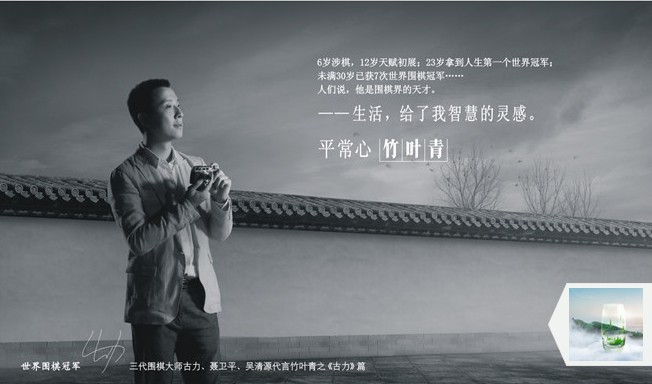 6岁涉棋，12岁天赋初展；23岁拿到人生第一个世界冠军；
未满30岁已获7次世界围棋冠军……
人们说，他是围棋界的天才。
——生活，给了我智慧的灵感。
平常心 竹叶青
世界围棋冠军 古力
三代围棋大师古力、聂卫平、吴清源代言竹叶青之《古力》篇